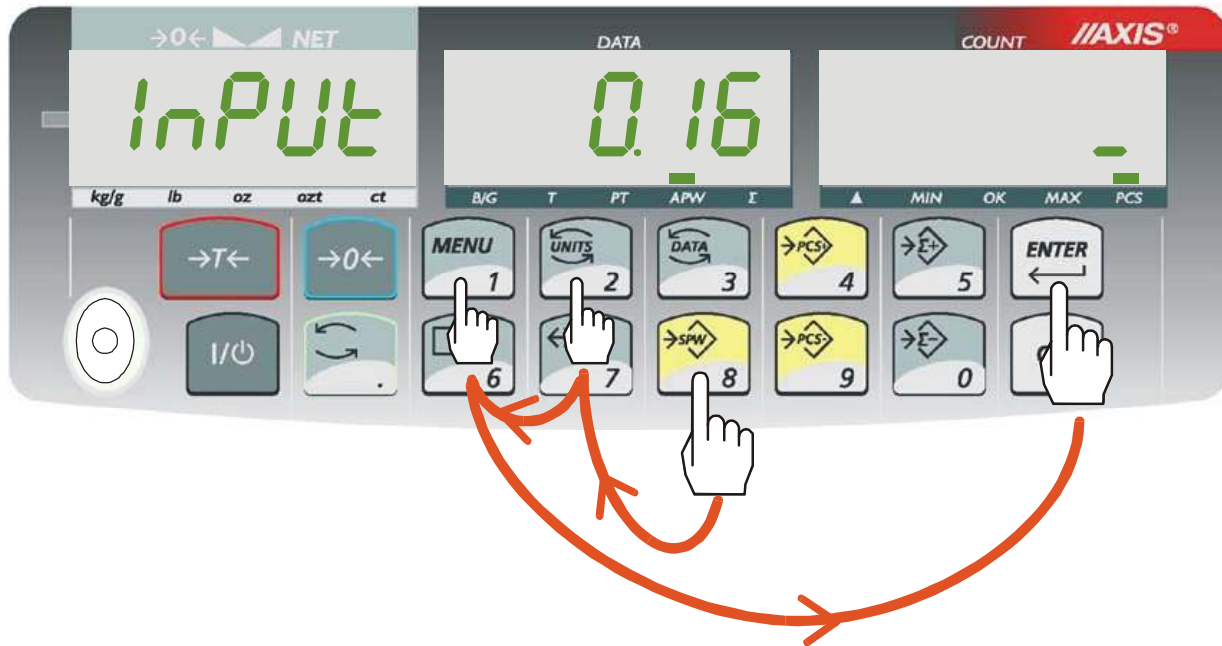 →0← NET DATA COUNT //AXIS®
InPUt 0.16 -
kg/g lb oz ozt ct B/G T PT APW Σ ▲ MIN OK MAX PCS
→T← →0← MENU 1 UNITS 2 DATA 3 →PCS+ 4 →Σ+ 5 ENTER
I/⏻ . 6 ← 7 →SPW 8 →PCS- 9 →Σ- 0